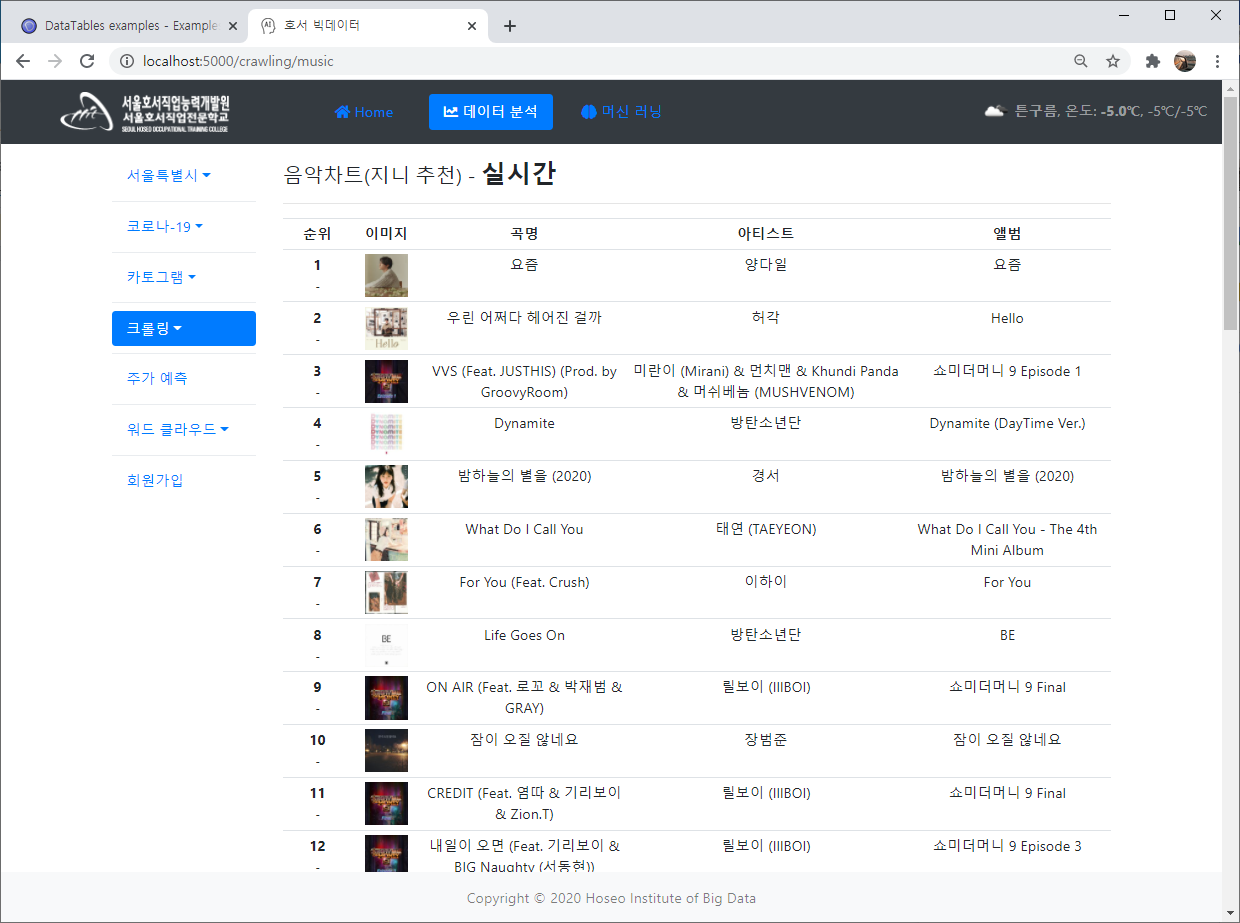 DataTables examples - Example
호서 빅데이터
localhost:5000/crawling/music
서울호서직업능력개발원
서울호서직업전문학교
SEOUL HOSEO OCCUPATIONAL TRAINING COLLEGE
Home
데이터 분석
머신 러닝
튼구름, 온도: -5.0℃, -5℃/-5℃
서울특별시
코로나-19
카토그램
크롤링
주가 예측
워드 클라우드
회원가입
음악차트(지니 추천) - 실시간
순위 이미지 곡명 아티스트 앨범
1 요즘 양다일 요즘
-
2 우린 어쩌다 헤어진 걸까 허각 Hello
-
Hello
3 VVS (Feat. JUSTHIS) (Prod. by 미란이 (Mirani) & 먼치맨 & Khundi Panda 쇼미더머니 9 Episode 1
- GroovyRoom) & 머쉬베놈 (MUSHVENOM)
4 Dynamite 방탄소년단 Dynamite (DayTime Ver.)
-
5 밤하늘의 별을 (2020) 경서 밤하늘의 별을 (2020)
-
6 What Do I Call You 태연 (TAEYEON) What Do I Call You - The 4th
- Mini Album
7 For You (Feat. Crush) 이하이 For You
-
8 Life Goes On 방탄소년단 BE
-
BE
9 ON AIR (Feat. 로꼬 & 박재범 & 릴보이 (lIlBOI) 쇼미더머니 9 Final
- GRAY)
10 잠이 오질 않네요 장범준 잠이 오질 않네요
-
11 CREDIT (Feat. 염따 & 기리보이 릴보이 (lIlBOI) 쇼미더머니 9 Final
- & Zion.T)
12 내일이 오면 (Feat. 기리보이 & 릴보이 (lIlBOI) 쇼미더머니 9 Episode 3
- BIG Naughty (서동현))
Copyright © 2020 Hoseo Institute of Big Data